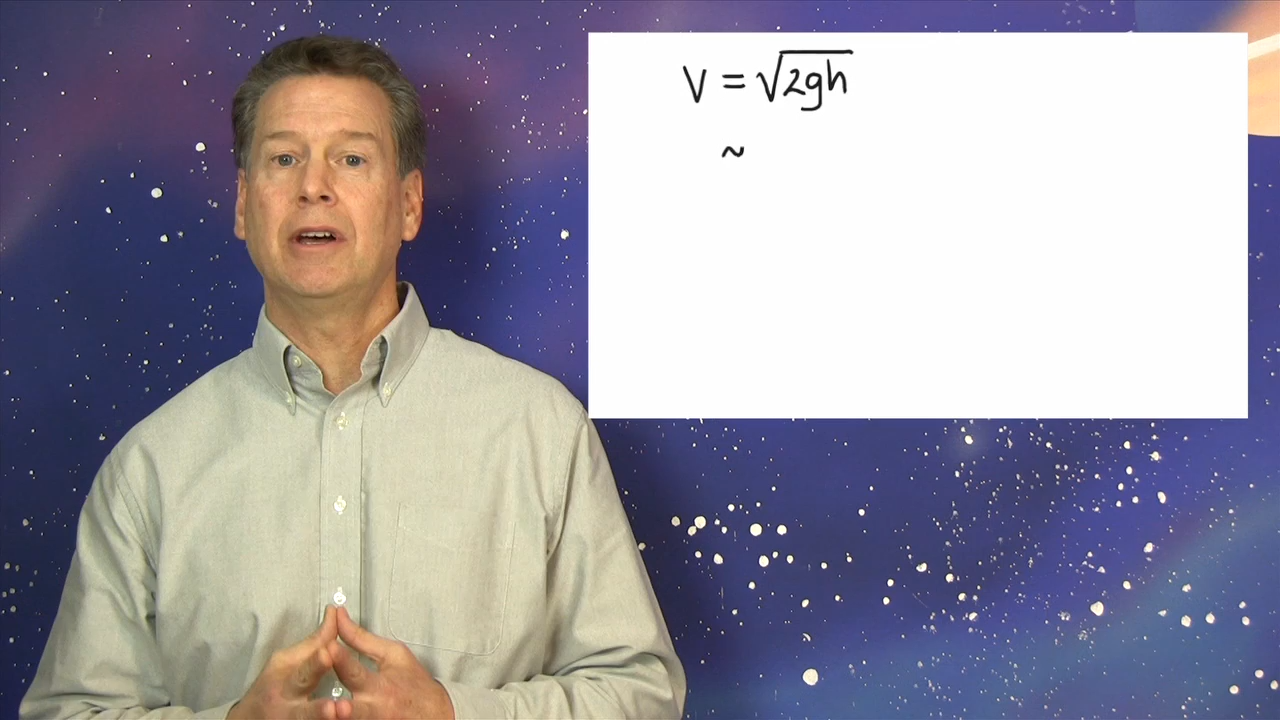 V = √2gh
~